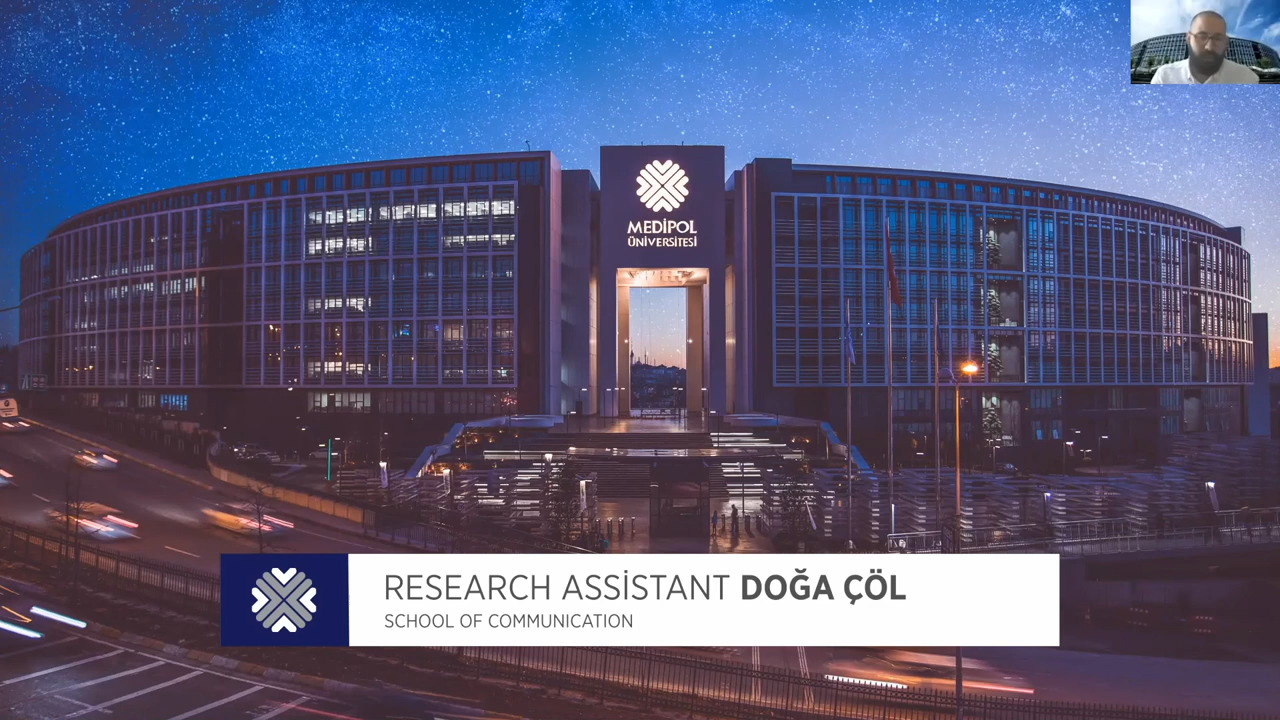 MEDİPOL
ÜNİVERSİTESİ
RESEARCH ASSİSTANT DOĞA ÇÖL
SCHOOL OF COMMUNICATION